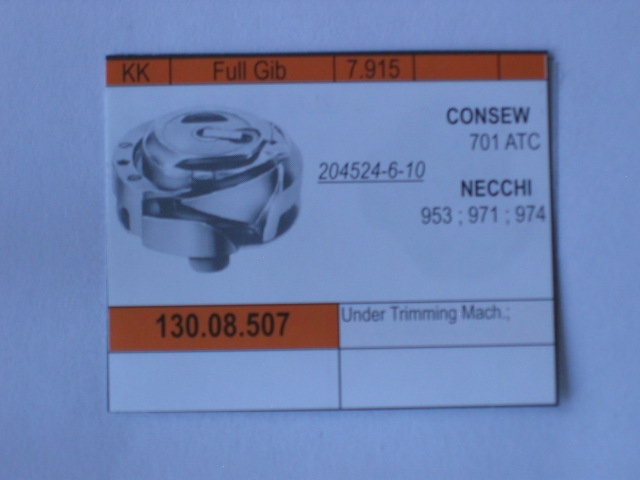 KK Full Gib 7.915
CONSEW
701 ATC
204524-6-10
NECCHI
953 ; 971 ; 974
130.08.507
Under Trimming Mach.;